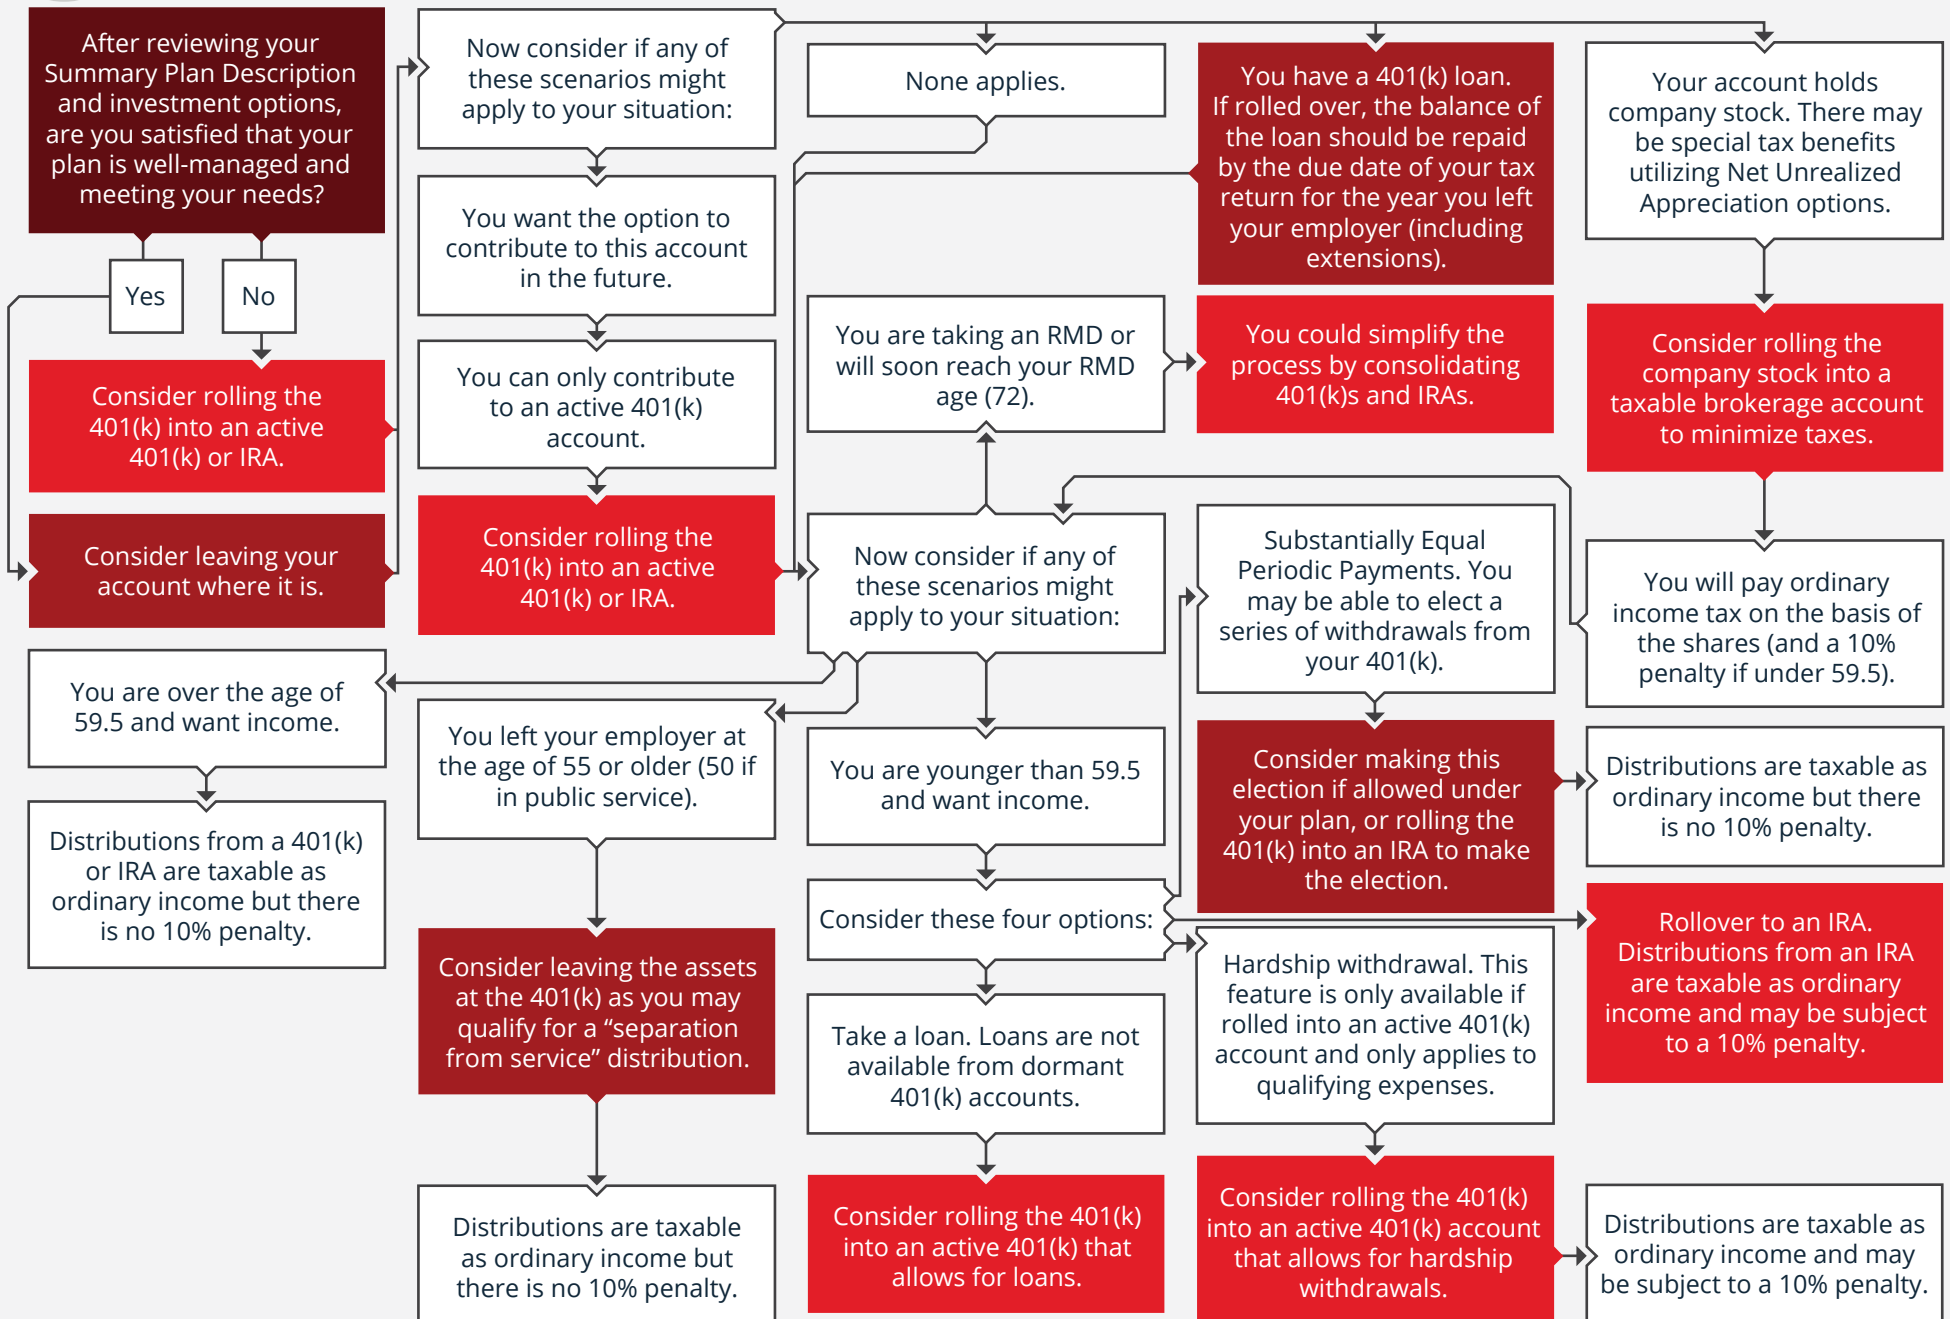 After reviewing your
Summary Plan Description
and investment options,
are you satisfied that your
plan is well-managed and
meeting your needs?
Yes
No
Consider rolling the
401(k) into an active
401(k) or IRA.
Consider leaving your
account where it is.
Now consider if any of
these scenarios might
apply to your situation:
You want the option to
contribute to this account
in the future.
You can only contribute
to an active 401(k)
account.
Consider rolling the
401(k) into an active
401(k) or IRA.
None applies.
You have a 401(k) loan.
If rolled over, the balance of
the loan should be repaid
by the due date of your tax
return for the year you left
your employer (including
extensions).
Your account holds
company stock. There may
be special tax benefits
utilizing Net Unrealized
Appreciation options.
Consider rolling the
company stock into a
taxable brokerage account
to minimize taxes.
You will pay ordinary
income tax on the basis of
the shares (and a 10%
penalty if under 59.5).
Now consider if any of
these scenarios might
apply to your situation:
You are taking an RMD or
will soon reach your RMD
age (72).
You could simplify the
process by consolidating
401(k)s and IRAs.
You are over the age of
59.5 and want income.
Distributions from a 401(k)
or IRA are taxable as
ordinary income but there
is no 10% penalty.
You left your employer at
the age of 55 or older (50 if
in public service).
Consider leaving the assets
at the 401(k) as you may
qualify for a “separation
from service” distribution.
Distributions are taxable
as ordinary income but
there is no 10% penalty.
You are younger than 59.5
and want income.
Consider these four options:
Substantially Equal
Periodic Payments. You
may be able to elect a
series of withdrawals from
your 401(k).
Consider making this
election if allowed under
your plan, or rolling the
401(k) into an IRA to make
the election.
Distributions are taxable as
ordinary income but there
is no 10% penalty.
Rollover to an IRA.
Distributions from an IRA
are taxable as ordinary
income and may be subject
to a 10% penalty.
Hardship withdrawal. This
feature is only available if
rolled into an active 401(k)
account and only applies to
qualifying expenses.
Consider rolling the 401(k)
into an active 401(k) account
that allows for hardship
withdrawals.
Distributions are taxable as
ordinary income and may
be subject to a 10% penalty.
Take a loan. Loans are not
available from dormant
401(k) accounts.
Consider rolling the 401(k)
into an active 401(k) that
allows for loans.